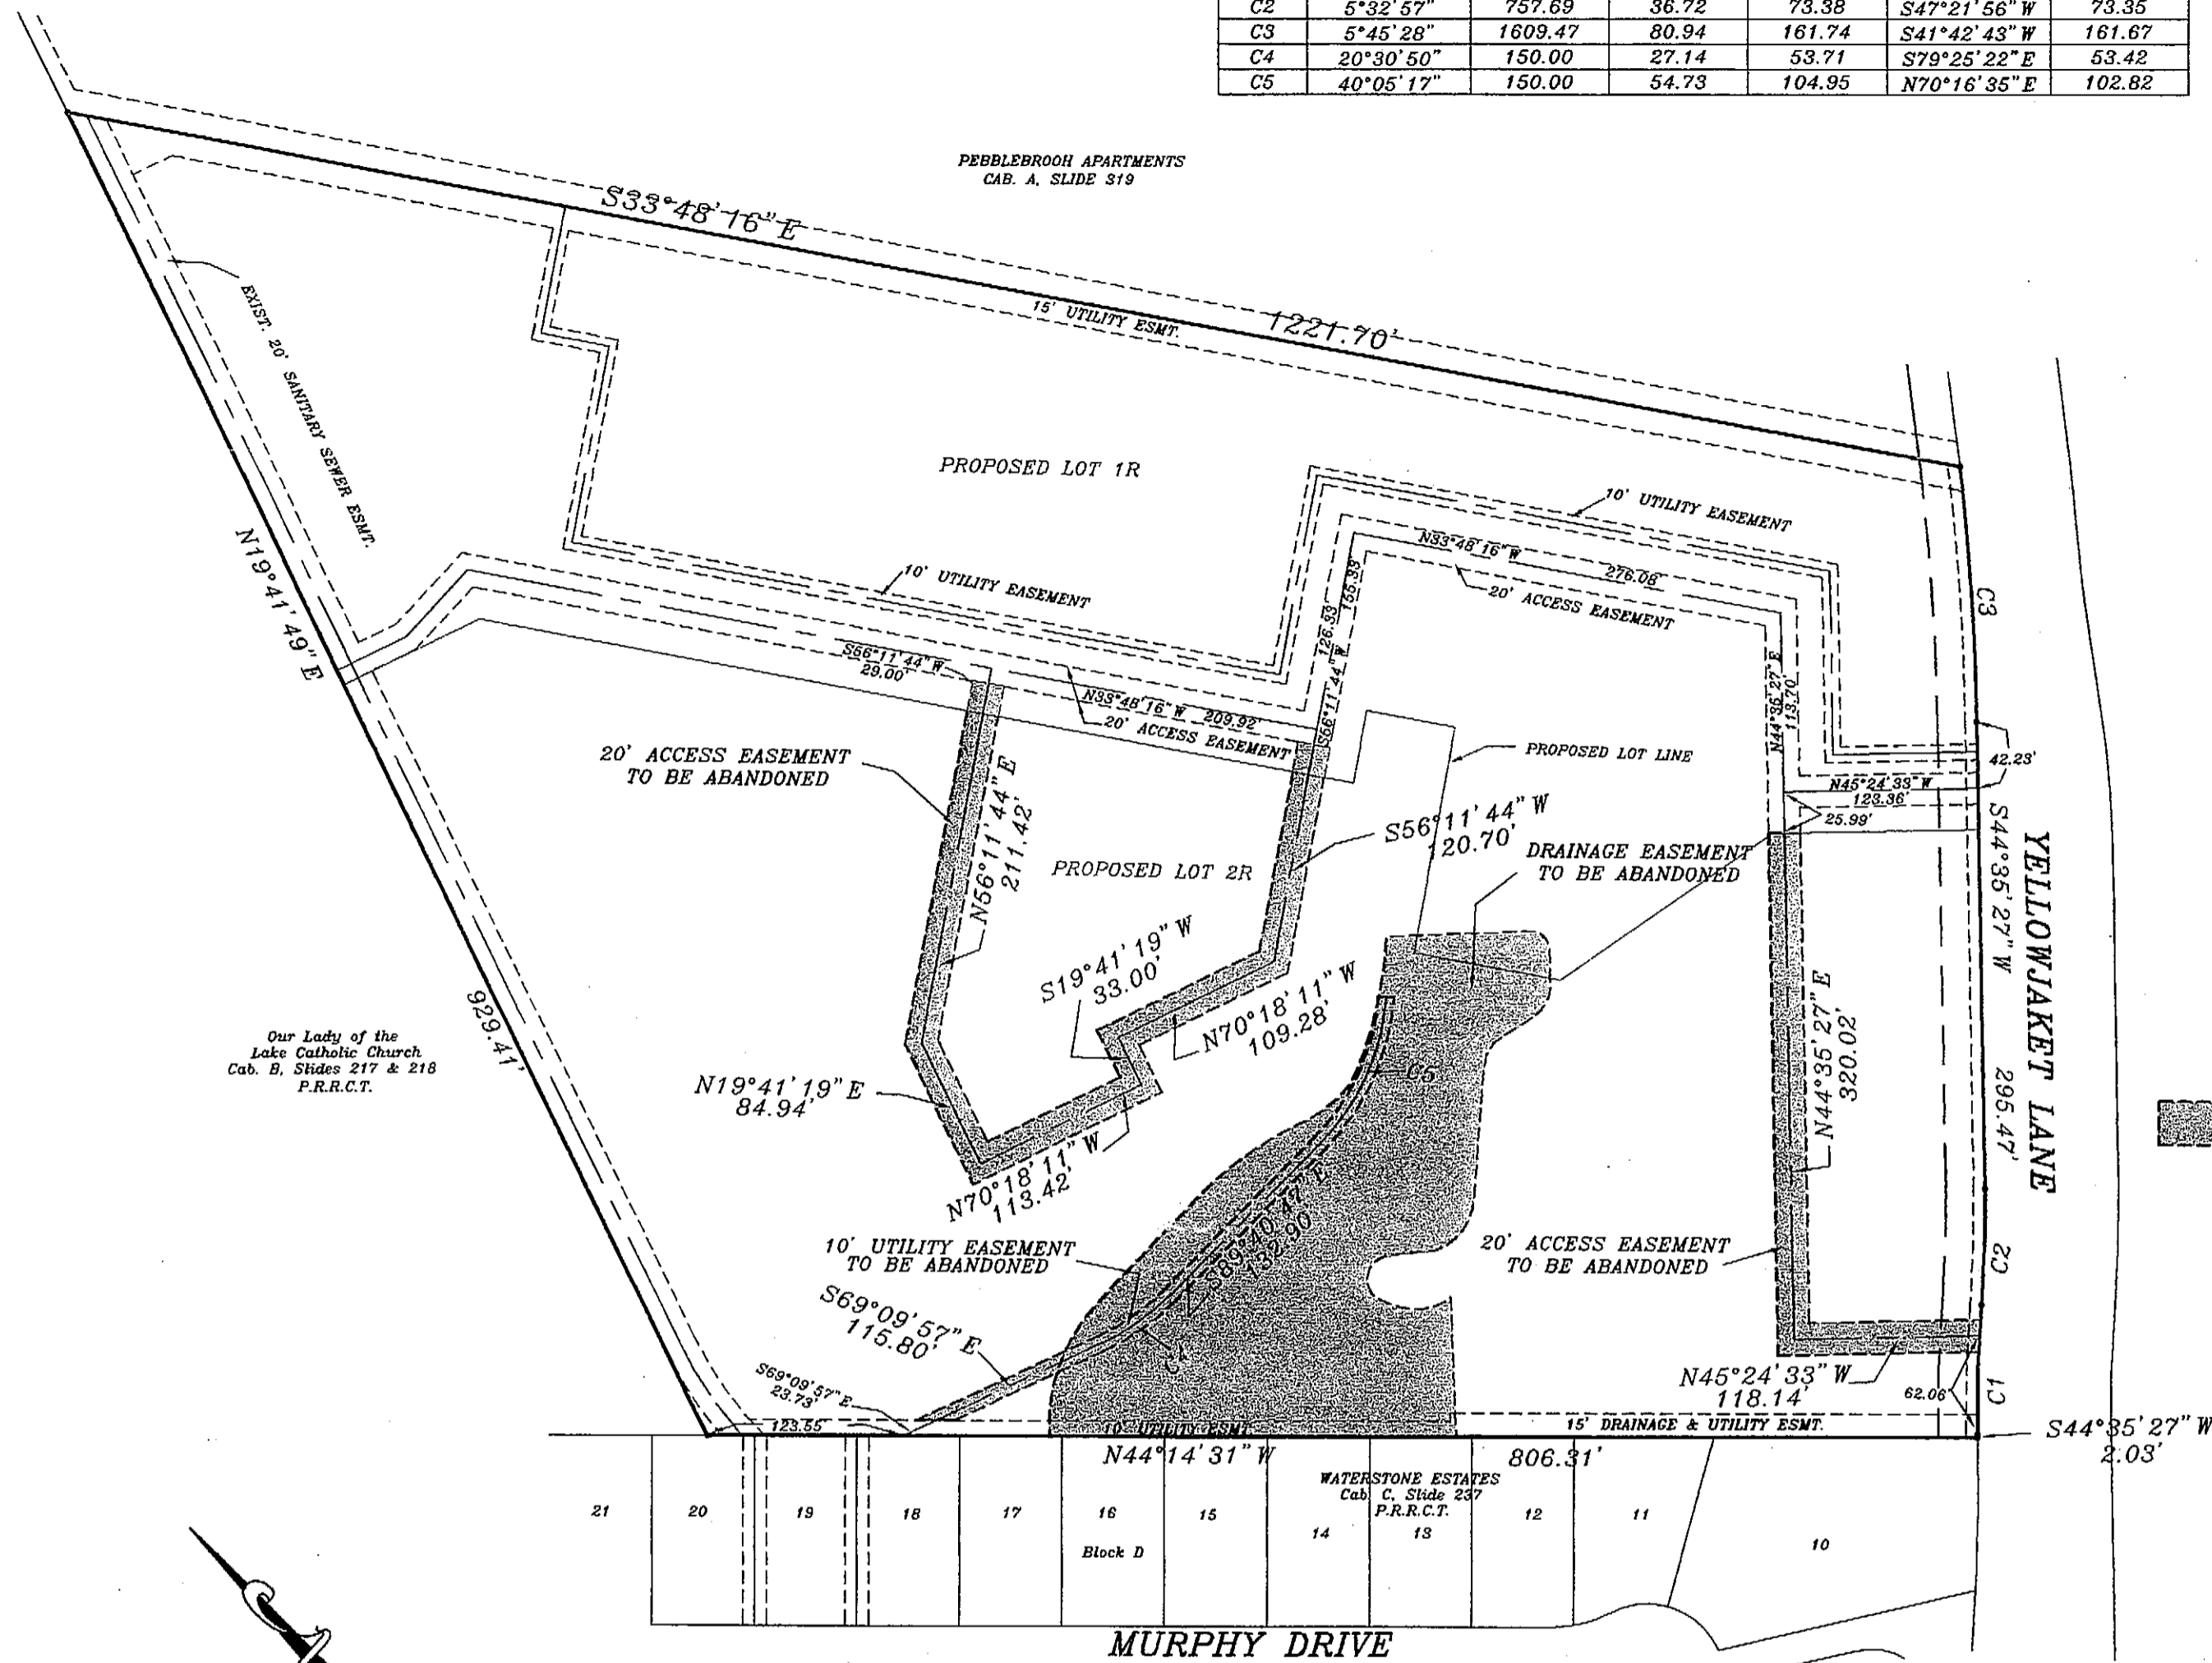 C2 5°32'57" 757.69 36.72 73.38 S47°21'56"W 73.35
C3 5°45'28" 1609.47 80.94 161.74 S41°42'43"W 161.67
C4 20°30'50" 150.00 27.14 53.71 S79°25'22"E 53.42
C5 40°05'17" 150.00 54.73 104.95 N70°16'35"E 102.82
PEBBLEBROOH APARTMENTS
CAB. A, SLIDE 319
S33°48'16"E
1221.70'
15' UTILITY ESMT.
EXIST. 20' SANITARY SEWER ESMT.
PROPOSED LOT 1R
10' UTILITY EASEMENT
N33°48'16"W
276.08
20' ACCESS EASEMENT
155.33
126.33
S56°11'44"W
C3
N19°41'49"E
10' UTILITY EASEMENT
S56°11'44"W
29.00'
N33°48'16"W 209.92'
20' ACCESS EASEMENT
N44°35'27"E
113.70'
20' ACCESS EASEMENT
TO BE ABANDONED
PROPOSED LOT LINE
42.23'
N45°24'33"W
123.36'
25.99'
N56°11'44"E
211.42'
S56°11'44"W
120.70'
PROPOSED LOT 2R
DRAINAGE EASEMENT
TO BE ABANDONED
S44°35'27"W
295.47'
YELLOWJAKET LANE
S19°41'19"W
33.00'
N70°18'11"W
109.28'
N44°35'27"E
320.02'
929.41'
Our Lady of the
Lake Catholic Church
Cab. B, Slides 217 & 218
P.R.R.C.T.
N19°41'19"E
84.94'
C5
N70°18'11"W
113.42'
S89°40'47"E
132.90'
10' UTILITY EASEMENT
TO BE ABANDONED
20' ACCESS EASEMENT
TO BE ABANDONED
C2
S69°09'57"E
115.80'
C4
S69°09'57"E
23.73'
N45°24'33"W
118.14'
62.06'
C1
123.55
10' UTILITY ESMT.
15' DRAINAGE & UTILITY ESMT.
S44°35'27"W
2.03'
N44°14'31"W
806.31'
WATERSTONE ESTATES
Cab. C, Slide 237
P.R.R.C.T.
21 20 19 18 17 16 15 14 13 12 11 10
Block D
MURPHY DRIVE